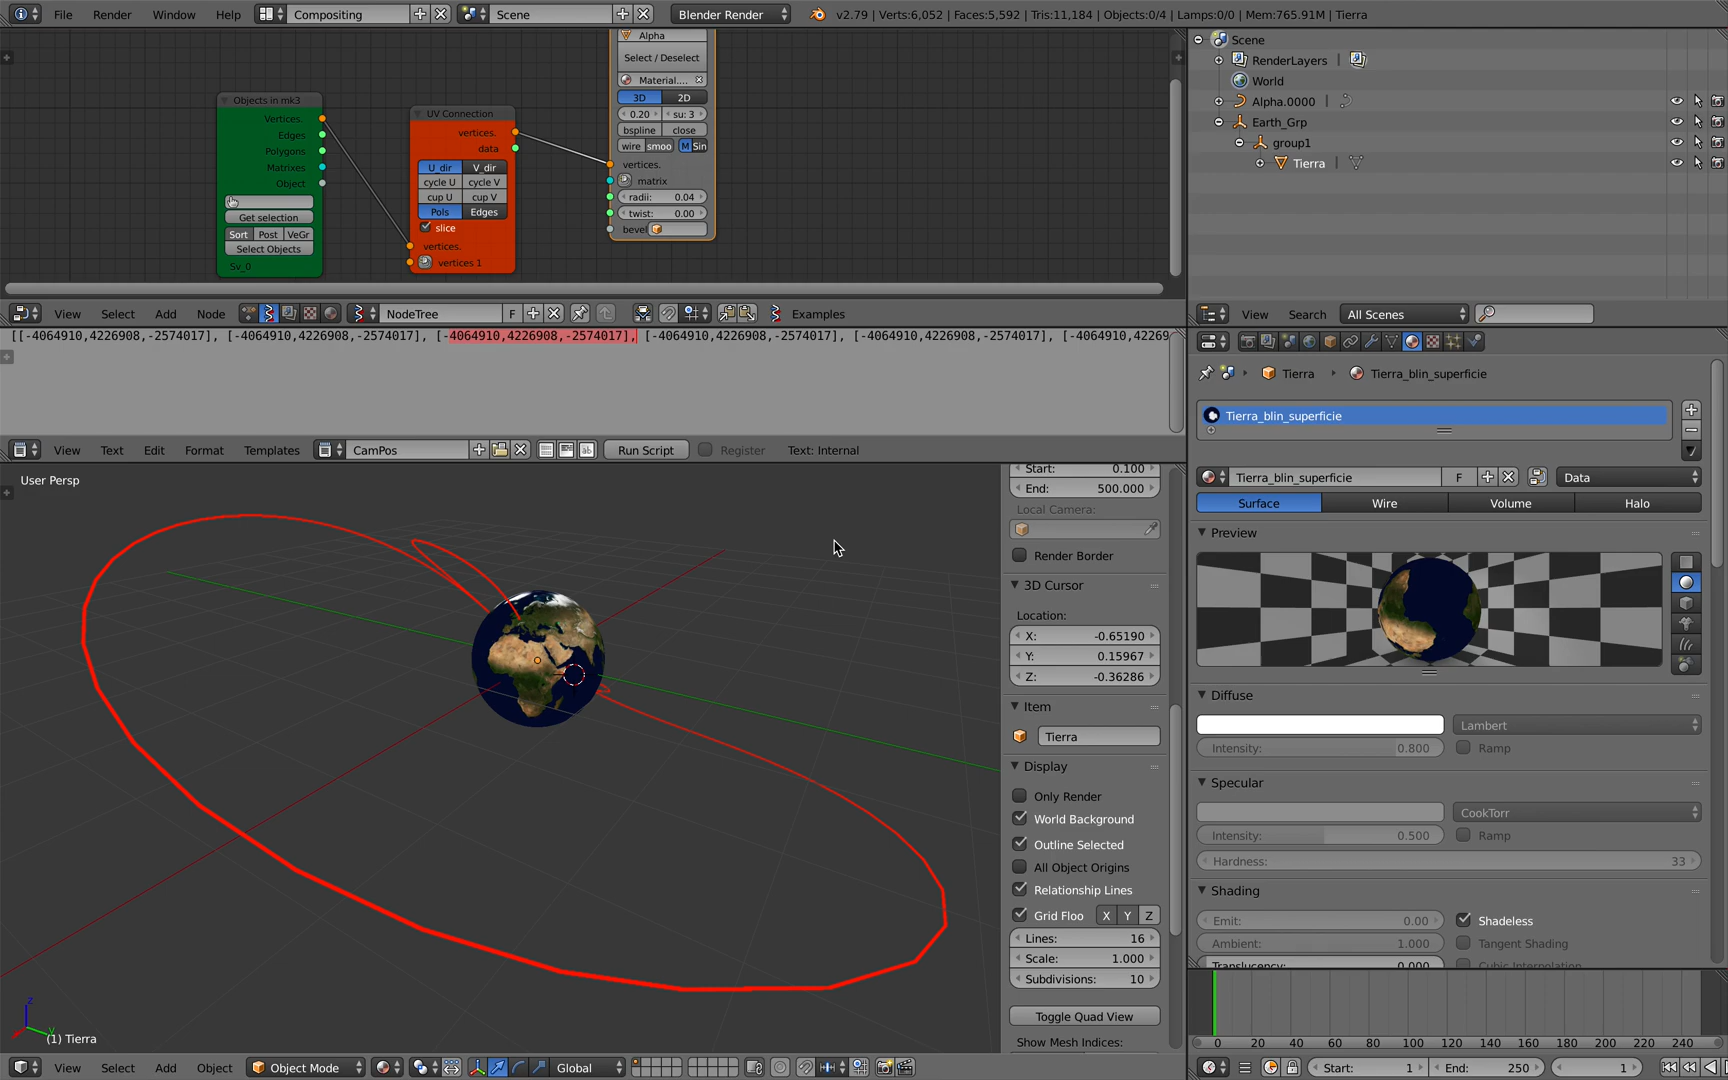 File Render Window Help Compositing Scene Blender Render v2.79 | Verts:6,052 | Faces:5,592 | Tris:11,184 | Objects:0/4 | Lamps:0/0 | Mem:765.91M | Tierra
Objects in mk3
Vertices.
Edges
Polygons
Matrixes
Object
Get selection
Sort Post VeGr
Select Objects
Sv_0
UV Connection
vertices.
data
U_dir V_dir
cycle U cycle V
cup U cup V
Pols Edges
slice
vertices.
vertices 1
Alpha
Select / Deselect
Material....
3D 2D
0.20 su: 3
bspline close
wire smoo M Sin
vertices.
matrix
radii: 0.04
twist: 0.00
bevel
View Select Add Node NodeTree F Examples
[[-4064910,4226908,-2574017], [-4064910,4226908,-2574017], [-4064910,4226908,-2574017], [-4064910,4226908,-2574017], [-4064910,4226908,-2574017], [-4064910,4226908
View Text Edit Format Templates CamPos Run Script Register Text: Internal
User Persp
(1) Tierra
Start: 0.100
End: 500.000
Local Camera:
Render Border
3D Cursor
Location:
X: -0.65190
Y: 0.15967
Z: -0.36286
Item
Tierra
Display
Only Render
World Background
Outline Selected
All Object Origins
Relationship Lines
Grid Floo X Y Z
Lines: 16
Scale: 1.000
Subdivisions: 10
Toggle Quad View
Show Mesh Indices:
View Select Add Object Object Mode Global
Scene
RenderLayers
World
Alpha.0000
Earth_Grp
group1
Tierra
View Search All Scenes
Tierra Tierra_blin_superficie
Tierra_blin_superficie
Tierra_blin_superficie F Data
Surface Wire Volume Halo
Preview
Diffuse
Lambert
Intensity: 0.800 Ramp
Specular
CookTorr
Intensity: 0.500 Ramp
Hardness: 33
Shading
Emit: 0.00 Shadeless
Ambient: 1.000 Tangent Shading
Translucency: 0.000 Cubic Interpolation
0 20 40 60 80 100 120 140 160 180 200 220 240
Start: 1 End: 250 1